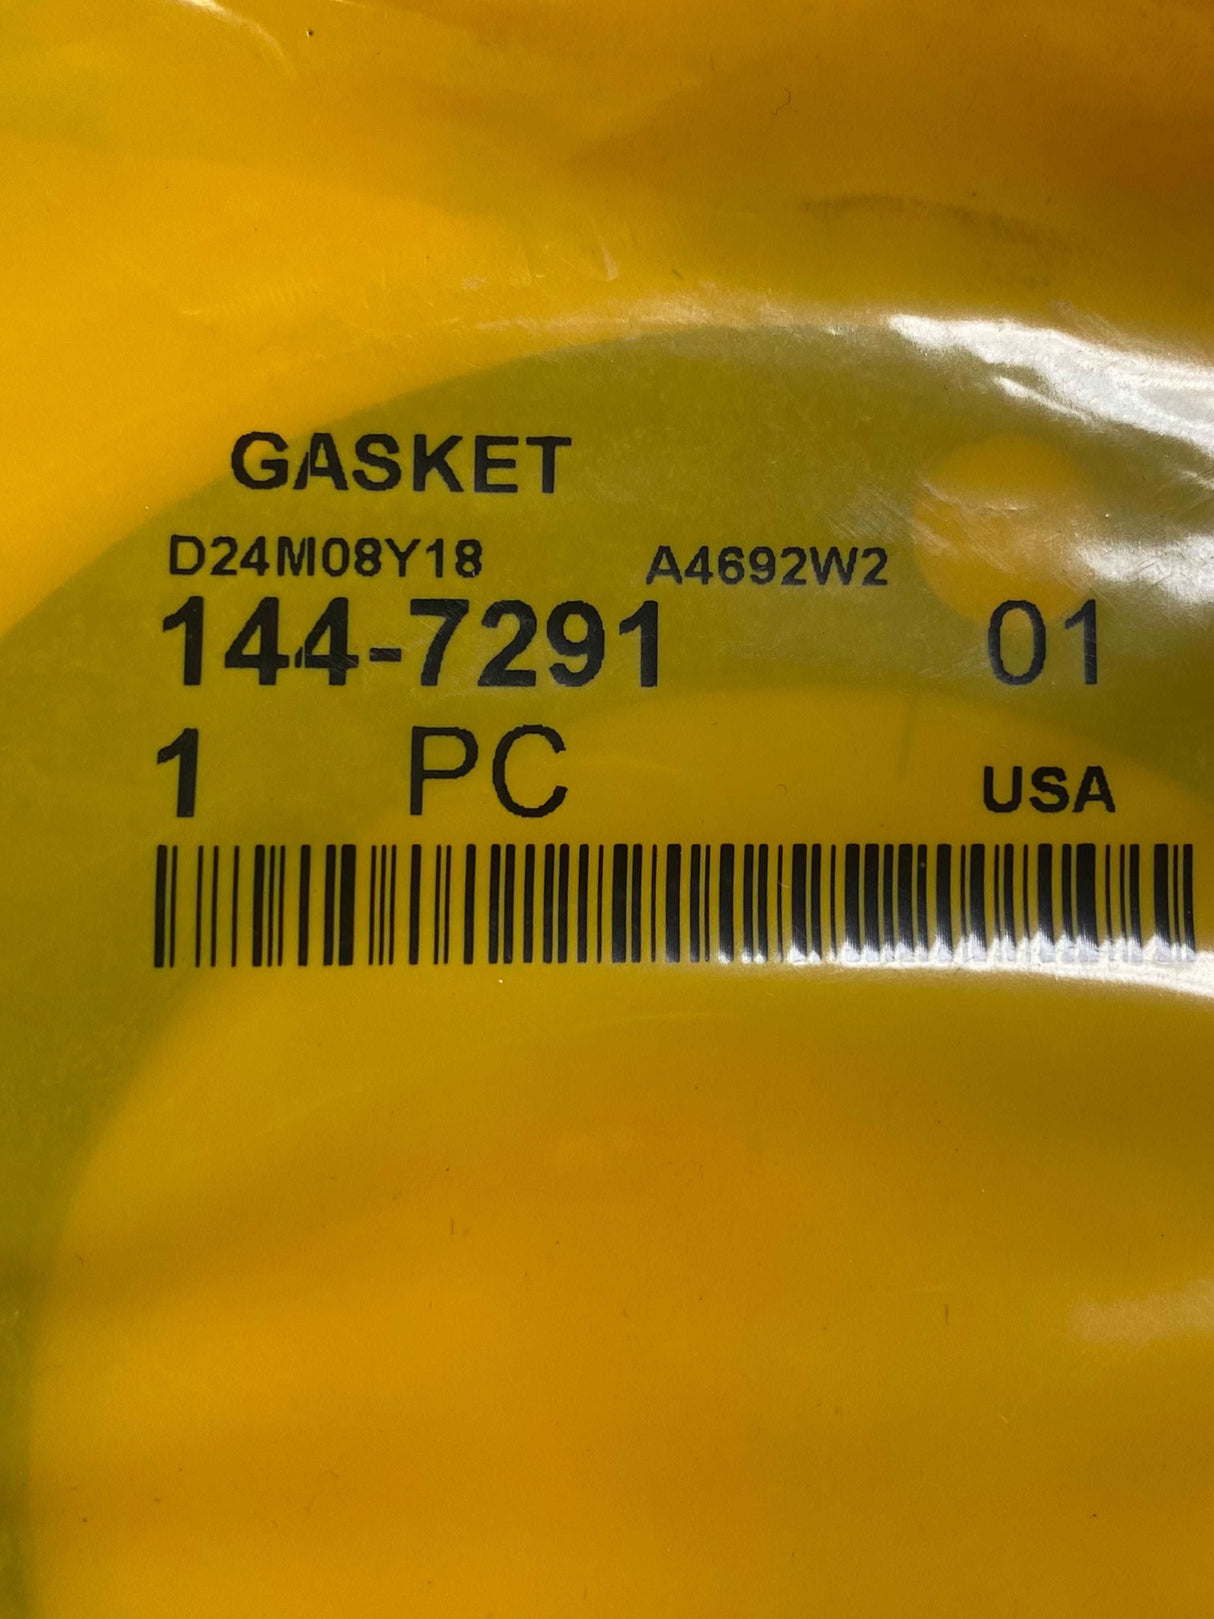 GASKET
D24M08Y18 A4692W2
144-7291 01
1 PC USA